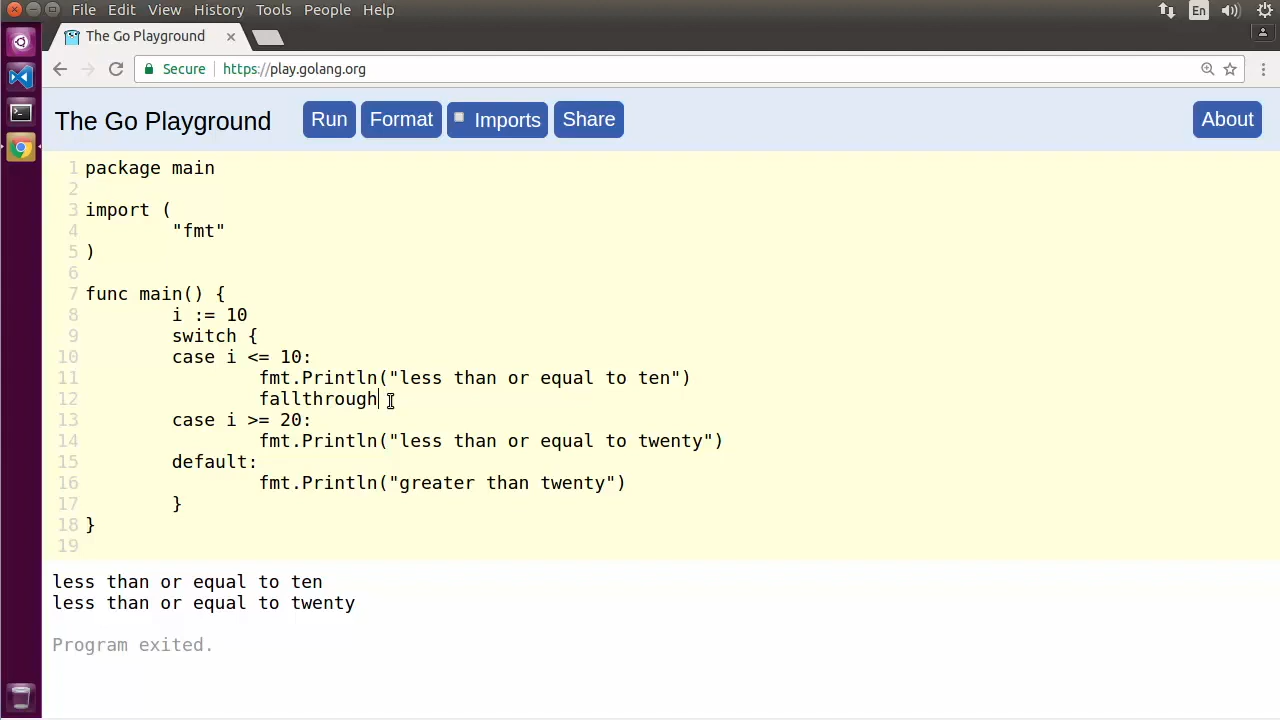 File Edit View History Tools People Help
En
The Go Playground
Secure https://play.golang.org
The Go Playground Run Format Imports Share About
1 package main
2
3 import (
4 "fmt"
5 )
6
7 func main() {
8 i := 10
9 switch {
10 case i <= 10:
11 fmt.Println("less than or equal to ten")
12 fallthrough
13 case i >= 20:
14 fmt.Println("less than or equal to twenty")
15 default:
16 fmt.Println("greater than twenty")
17 }
18 }
19
less than or equal to ten
less than or equal to twenty
Program exited.